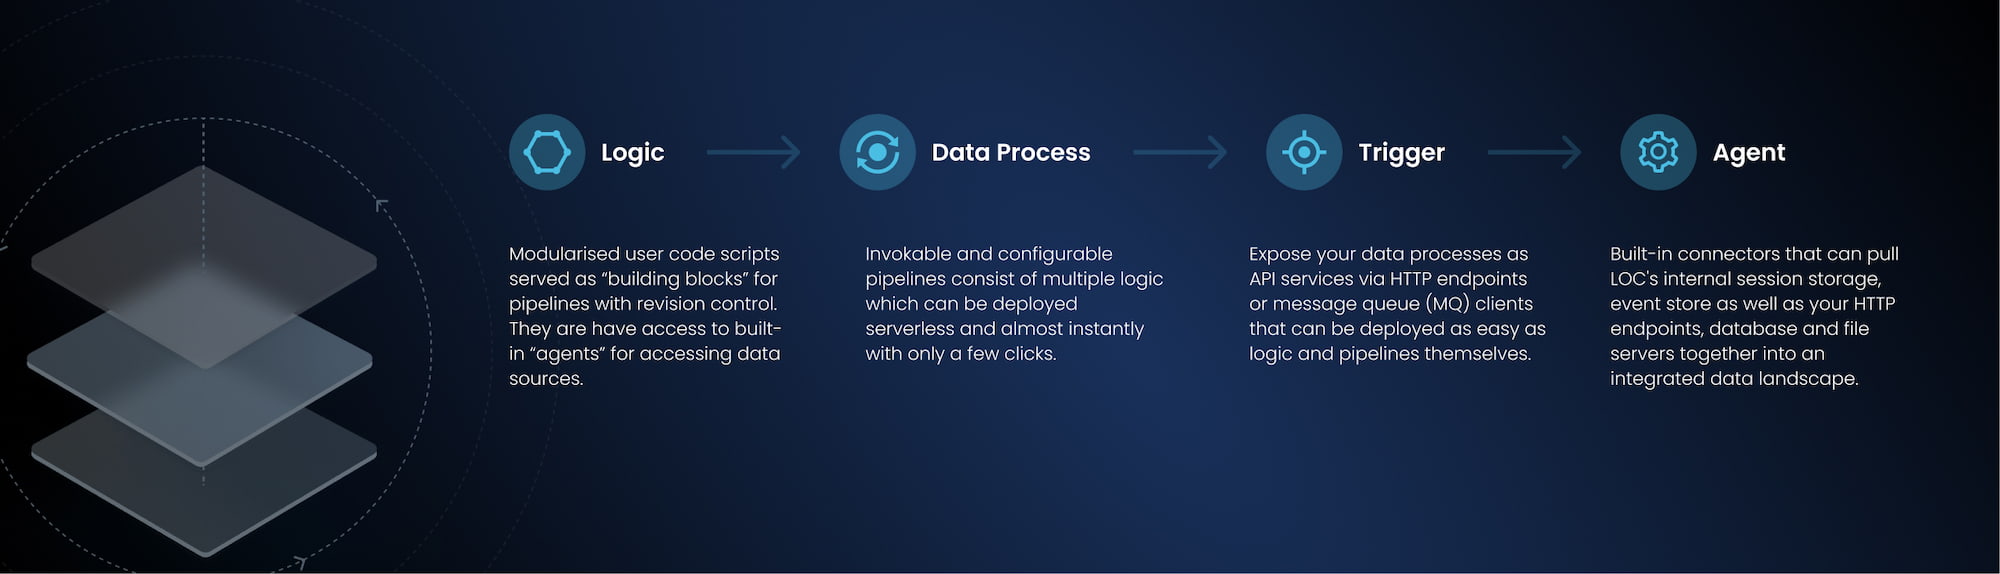 Logic
Data Process
Trigger
Agent
Modularised user code scripts
served as “building blocks” for
pipelines with revision control.
They are have access to built-
in “agents” for accessing data
sources.
Invokable and configurable
pipelines consist of multiple logic
which can be deployed
serverless and almost instantly
with only a few clicks.
Expose your data processes as
API services via HTTP endpoints
or message queue (MQ) clients
that can be deployed as easy as
logic and pipelines themselves.
Built-in connectors that can pull
LOC's internal session storage,
event store as well as your HTTP
endpoints, database and file
servers together into an
integrated data landscape.